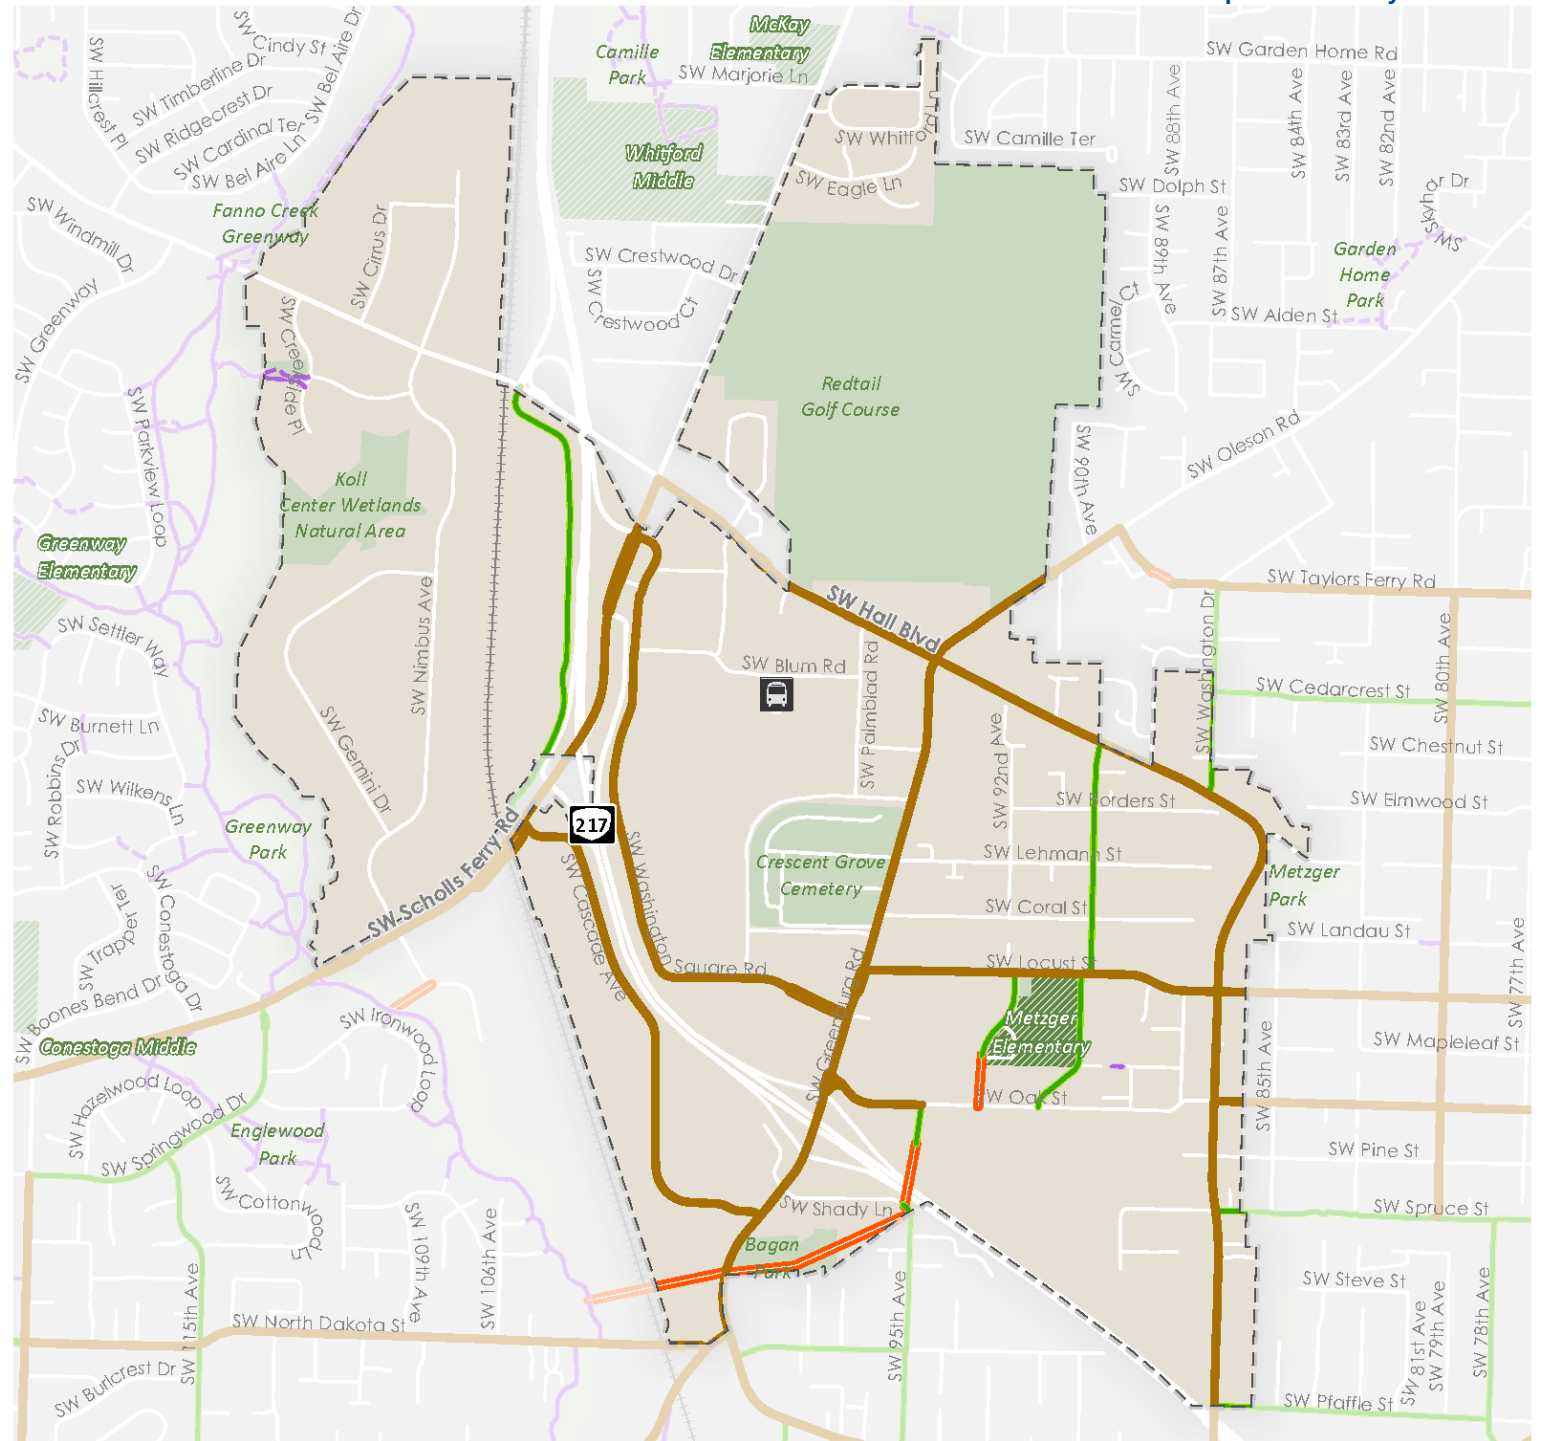 McKay
Elementary
Camille
Park
SW Marjorie Ln
SW Cindy St
SW Bel Aire Dr
SW Hillcrest Pl
SW Timberline Dr
SW Ridgecrest Dr
SW Cardinal Ter
SW Bel Aire Ln
SW Garden Home Rd
SW 88th Ave
SW 84th Ave
SW 83rd Ave
SW 82nd Ave
SW Whitford Ln
SW Camille Ter
Whitford
Middle
SW Eagle Ln
SW Dolph St
SW Skyhar Dr
SW Windmill Dr
Fanno Creek
Greenway
SW Cirrus Dr
SW Crestwood Dr
SW Crestwood Ct
SW 89th Ave
SW 87th Ave
Garden
Home
Park
SW Alden St
SW Greenway
SW Creekside Pl
SW Carmel Ct
SW Parkview Loop
Redtail
Golf Course
SW Oleson Rd
SW 90th Ave
Koll
Center Wetlands
Natural Area
Greenway
Elementary
SW Taylors Ferry Rd
SW Nimbus Ave
SW Hall Blvd
SW Settler Way
SW Blum Rd
SW Palmblad Rd
SW Washington Dr
SW 80th Ave
SW Cedarcrest St
SW Burnett Ln
SW Gemini Dr
SW 92nd Ave
SW Chestnut St
SW Robbins Dr
SW Wilkens Ln
SW Borders St
SW Elmwood St
Greenway
Park
217
SW Scholls Ferry Rd
SW Washington Square Rd
SW Cascade Ave
Crescent Grove
Cemetery
SW Lehmann St
Metzger
Park
SW Trapper Ter
SW Conestoga Dr
SW Coral St
SW Landau St
SW 77th Ave
SW Boones Bend Dr
SW Greenburg Rd
SW Locust St
SW Ironwood Loop
Metzger
Elementary
Conestoga Middle
SW Mapleleaf St
SW 85th Ave
SW Hazelwood Loop
SW Oak St
SW Springwood Dr
Englewood
Park
SW Pine St
SW Cottonwood Ln
SW 109th Ave
SW 106th Ave
SW Shady Ln
SW Spruce St
Bagan
Park
SW 115th Ave
SW Steve St
SW North Dakota St
SW 95th Ave
SW 81st Ave
SW 79th Ave
SW 78th Ave
SW Burlcrest Dr
SW Pfaffle St